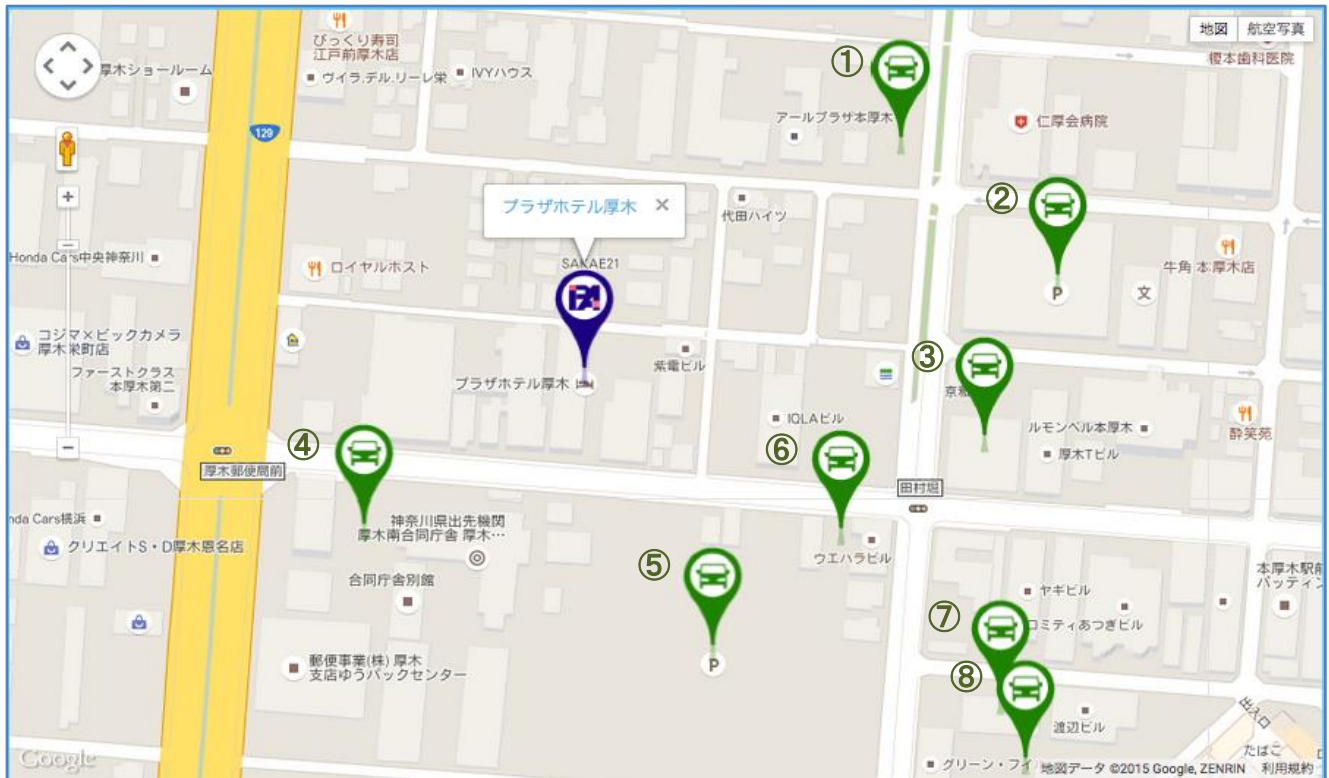 地図 航空写真
①
びっくり寿司
江戸前厚木店
厚木ショールーム
ヴィラ.デル.リーレ栄
IVYハウス
榎本歯科医院
アールプラザ本厚木
仁厚会病院
129
②
プラザホテル厚木 ×
代田ハイツ
Honda Cars中央神奈川
ロイヤルホスト
SAKAE21
牛角 本厚木店
P
文
コジマ×ビックカメラ
厚木栄町店
ファーストクラス
本厚木第二
紫電ビル
プラザホテル厚木
③
IQLAビル
ルモンベル本厚木
厚木Tビル
酔笑苑
④
⑥
厚木郵便局前
田村堀
nda Cars横浜
クリエイトS・D厚木恩名店
神奈川県出先機関
厚木南合同庁舎 厚木…
合同庁舎別館
⑤
ウエハラビル
本厚木駅前
バッティン
ヤギビル
⑦
コミティあつぎビル
郵便事業(株) 厚木
支店ゆうパックセンター
P
⑧
渡辺ビル
出入口
たばこ
Google
グリーン・フイ
地図データ ©2015 Google, ZENRIN 利用規約